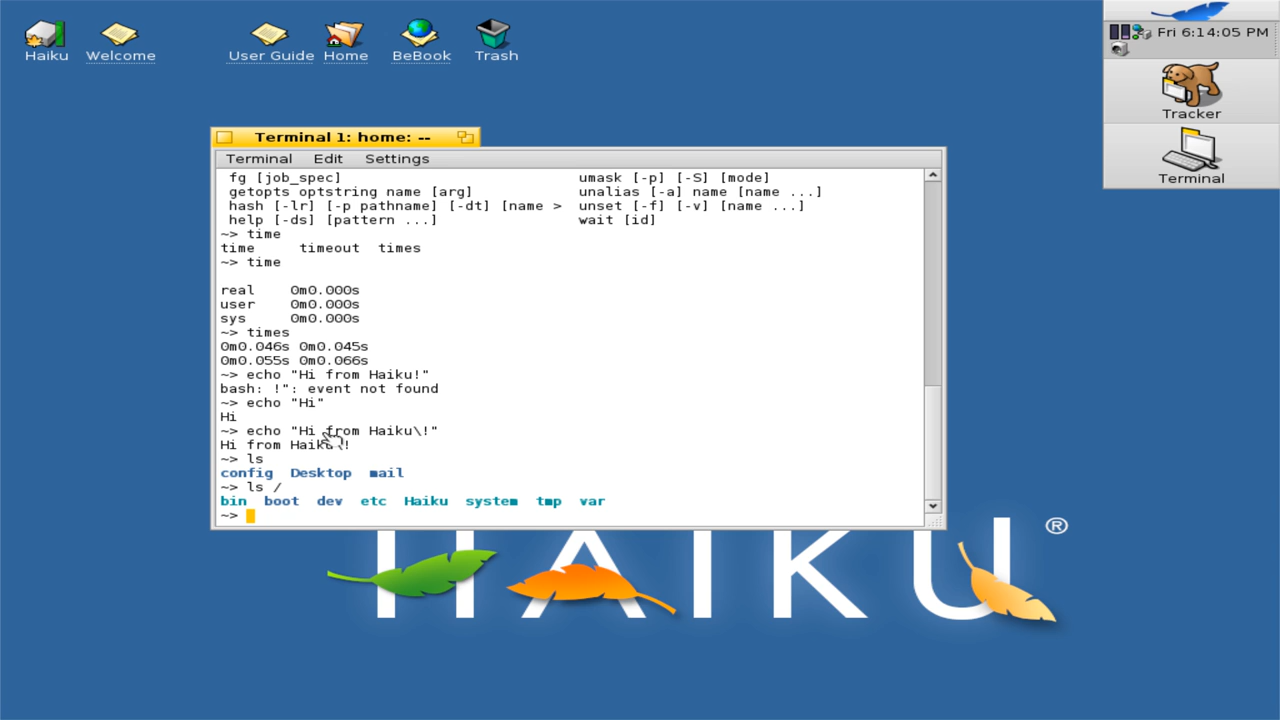 Haiku
Welcome
User Guide
Home
BeBook
Trash
Fri 6:14:05 PM
Tracker
Terminal
Terminal 1: home: --
Terminal Edit Settings
fg [job_spec] umask [-p] [-S] [mode]
getopts optstring name [arg] unalias [-a] name [name ...]
hash [-lr] [-p pathname] [-dt] [name > unset [-f] [-v] [name ...]
help [-ds] [pattern ...] wait [id]
~> time
time timeout times
~> time
real 0m0.000s
user 0m0.000s
sys 0m0.000s
~> times
0m0.046s 0m0.045s
0m0.055s 0m0.066s
~> echo "Hi from Haiku!"
bash: !": event not found
~> echo "Hi"
Hi
~> echo "Hi from Haiku\!"
Hi from Haiku\!
~> ls
config Desktop mail
~> ls /
bin boot dev etc Haiku system tmp var
~>
HAIKU ®